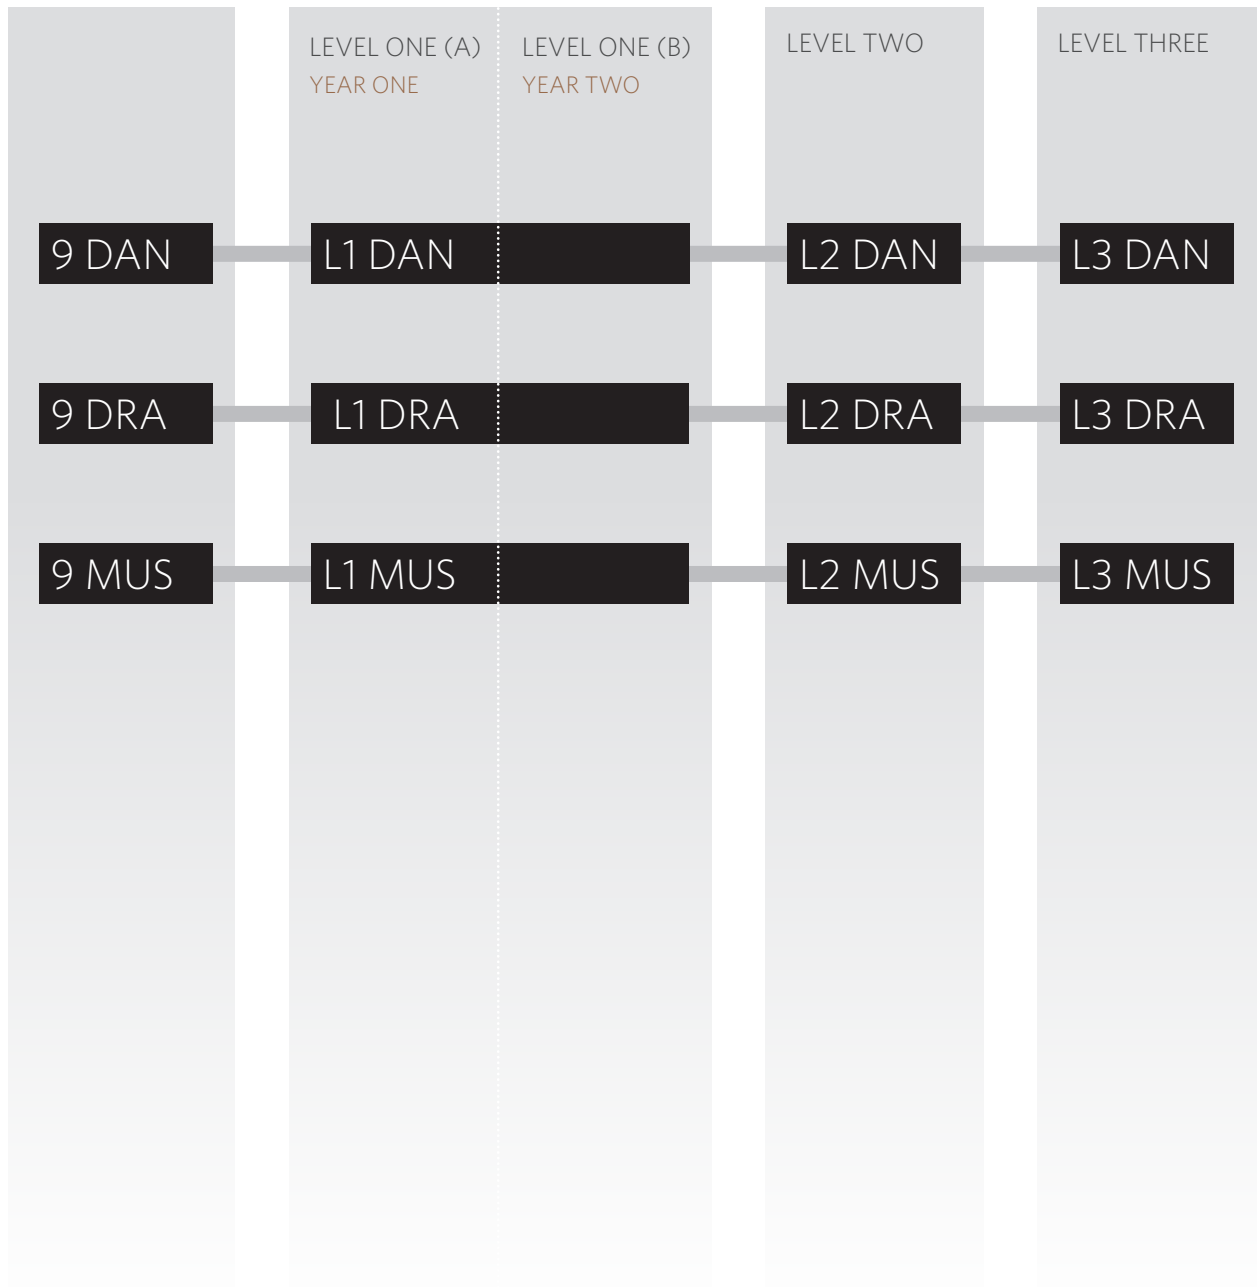 LEVEL ONE (A)
YEAR ONE
LEVEL ONE (B)
YEAR TWO
LEVEL TWO
LEVEL THREE
9 DAN
L1 DAN
L2 DAN
L3 DAN
9 DRA
L1 DRA
L2 DRA
L3 DRA
9 MUS
L1 MUS
L2 MUS
L3 MUS